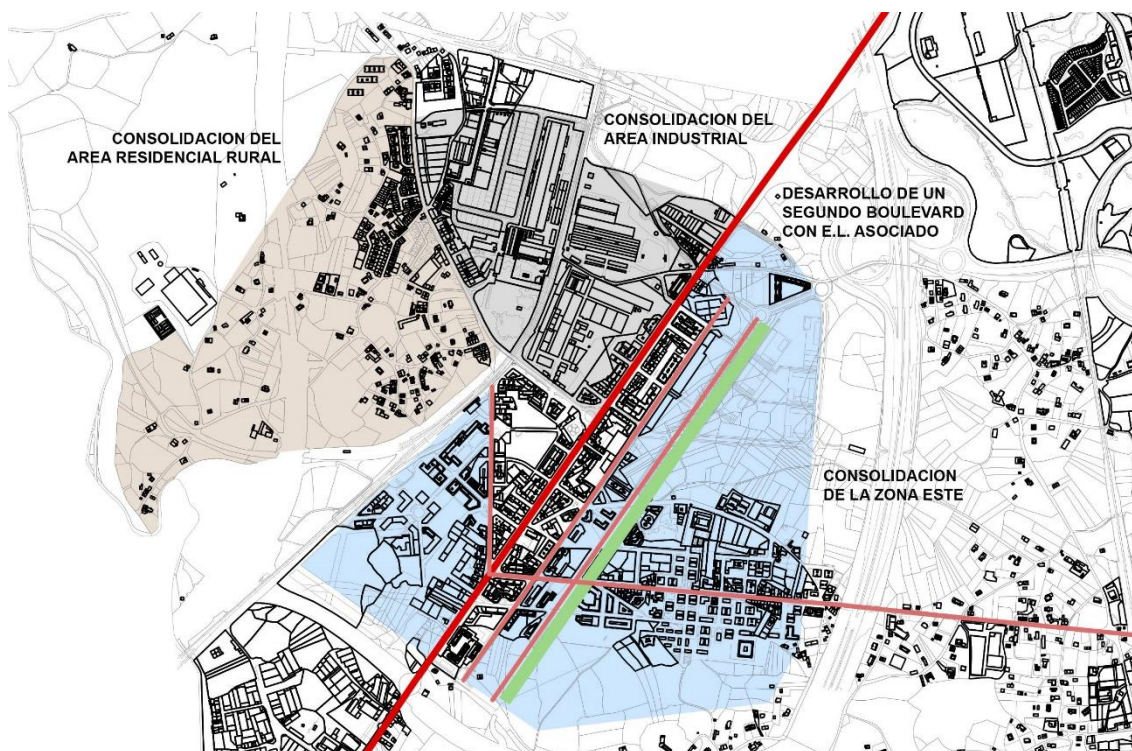 CONSOLIDACION DEL
AREA RESIDENCIAL RURAL
CONSOLIDACION DEL
AREA INDUSTRIAL
DESARROLLO DE UN
SEGUNDO BOULEVARD
CON E.L. ASOCIADO
CONSOLIDACION
DE LA ZONA ESTE